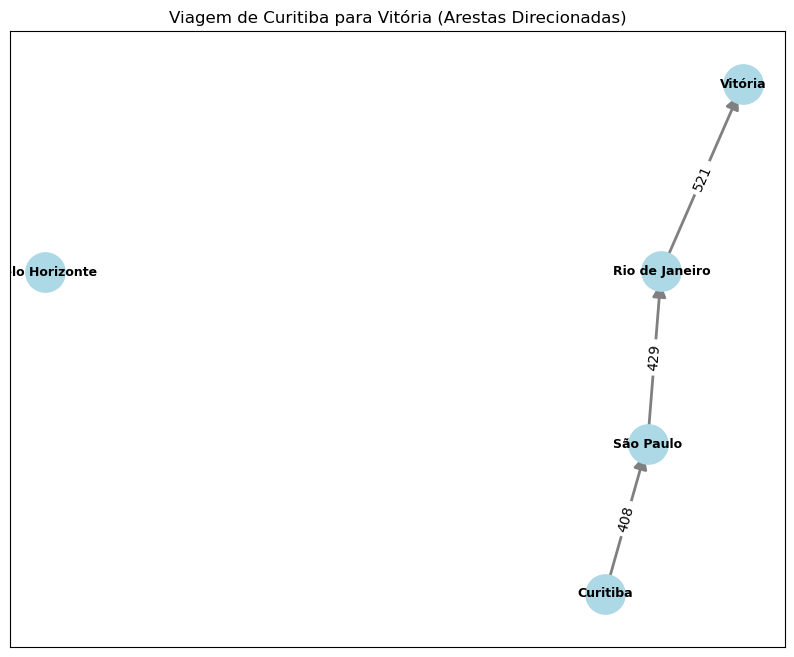 Viagem de Curitiba para Vitória (Arestas Direcionadas)
Vitória
521
lo Horizonte
Rio de Janeiro
429
São Paulo
408
Curitiba